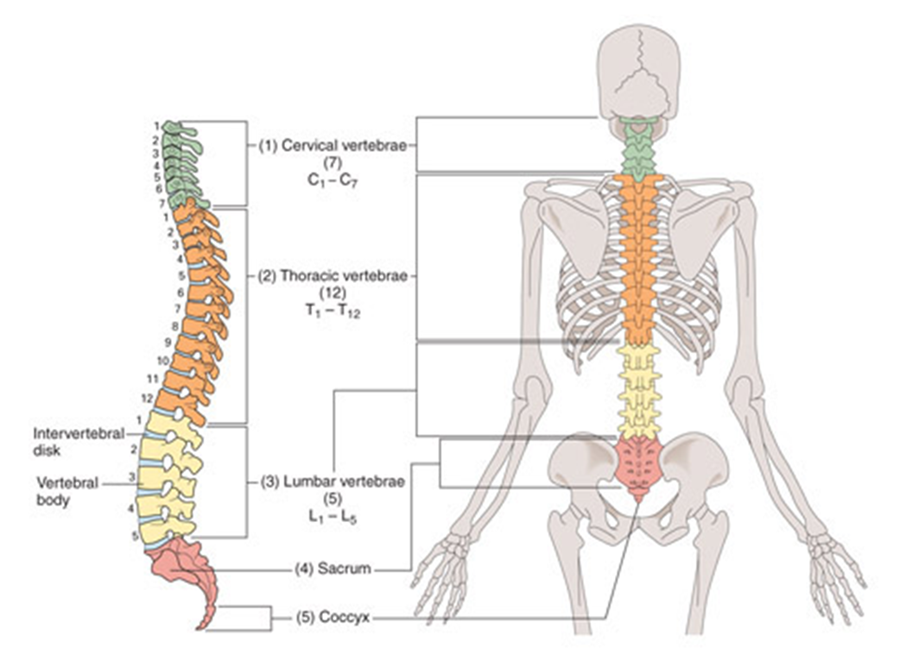 1
2
3
4
5
6
7
1
2
3
4
5
6
7
8
9
10
11
12
1
2
3
4
5
(1) Cervical vertebrae
(7)
C₁ – C₇
(2) Thoracic vertebrae
(12)
T₁ – T₁₂
Intervertebral
disk
Vertebral
body
(3) Lumbar vertebrae
(5)
L₁ – L₅
(4) Sacrum
(5) Coccyx